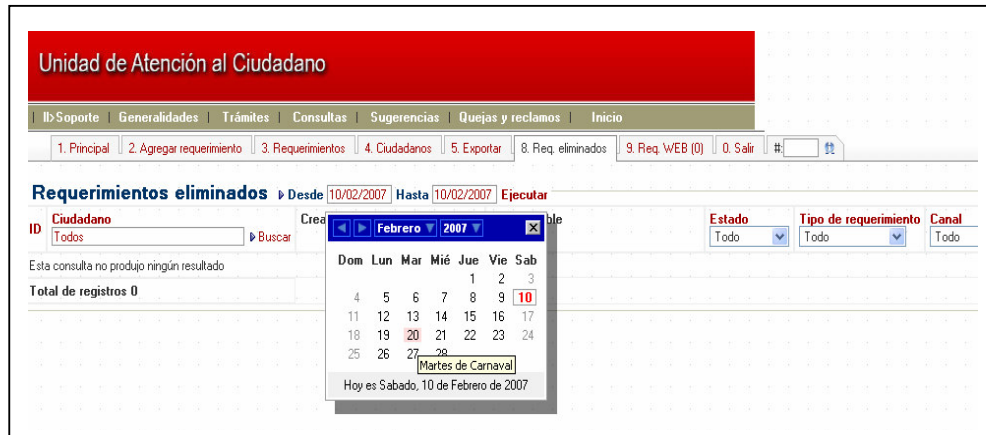 Unidad de Atención al Ciudadano
| Soporte | Generalidades | Trámites | Consultas | Sugerencias | Quejas y reclamos | Inicio
1. Principal 2. Agregar requerimiento 3. Requerimientos 4. Ciudadanos 5. Exportar 8. Req. eliminados 9. Req. WEB (0) 0. Salir #:
Requerimientos eliminados Desde 10/02/2007 Hasta 10/02/2007 Ejecutar
ID Ciudadano Estado Tipo de requerimiento Canal
Todos Buscar Todo Todo Todo
Esta consulta no produjo ningún resultado
Total de registros 0
Febrero 2007
Dom Lun Mar Mié Jue Vie Sab
1 2 3
4 5 6 7 8 9 10
11 12 13 14 15 16 17
18 19 20 21 22 23 24
25 26 27 28
Martes de Carnaval
Hoy es Sabado, 10 de Febrero de 2007